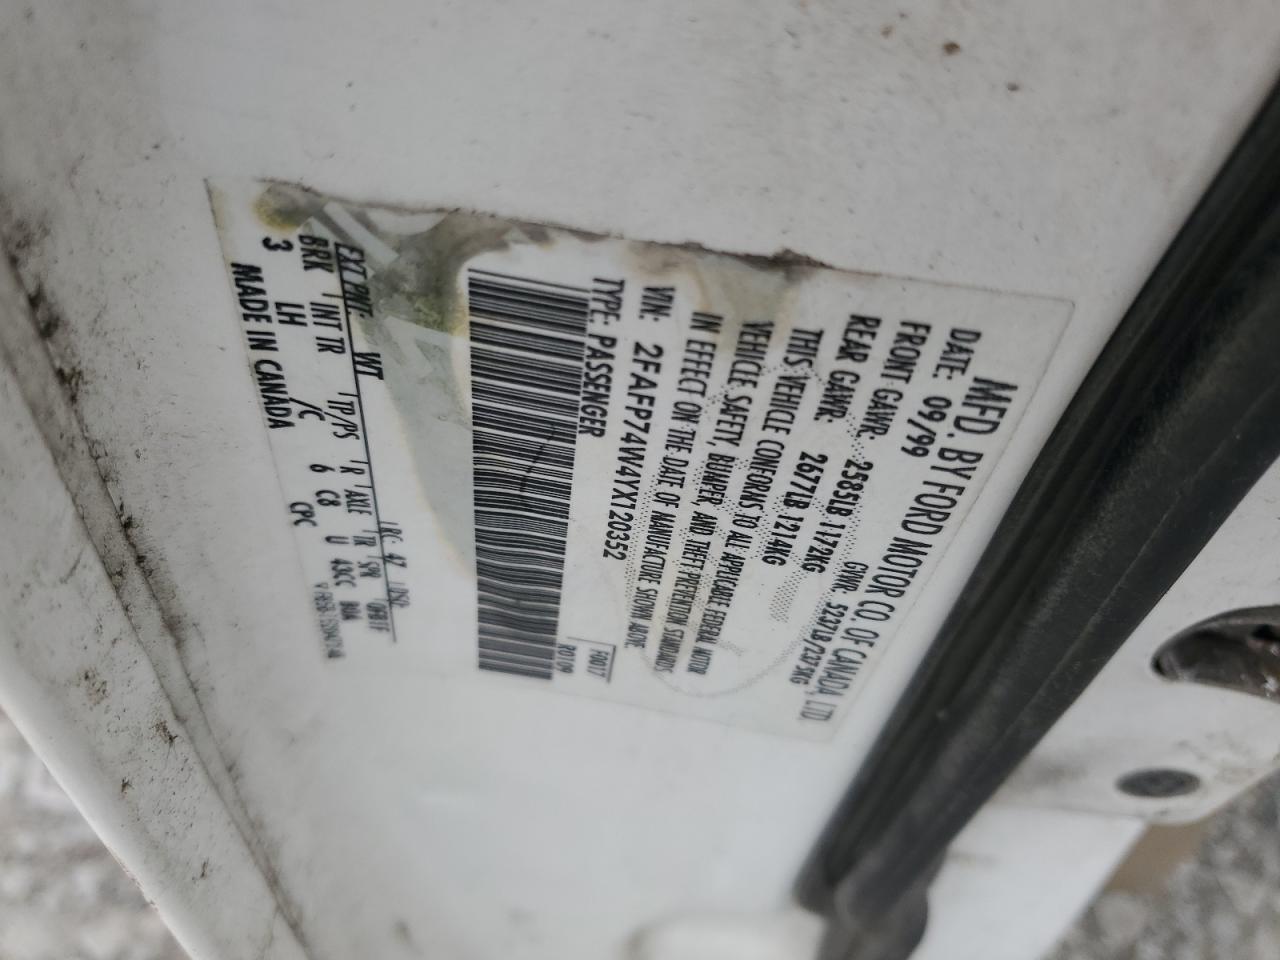 MFD. BY FORD MOTOR CO. OF CANADA, LTD.
DATE: 09/99 GVWR: 5237LB/2375KG
FRONT GAWR: 2585LB 1172KG
REAR GAWR: 2677LB 1214KG
THIS VEHICLE CONFORMS TO ALL APPLICABLE FEDERAL MOTOR
VEHICLE SAFETY, BUMPER, AND THEFT PREVENTION STANDARDS
IN EFFECT ON THE DATE OF MANUFACTURE SHOWN ABOVE.
VIN: 2FAFP74W4YX120352
TYPE: PASSENGER
F0017
R0109
EXT PNT: WT
BRK INT TR TP/PS R AXLE TR SPR
3 LH /C 6 C8 U 43CC
MADE IN CANADA CPC